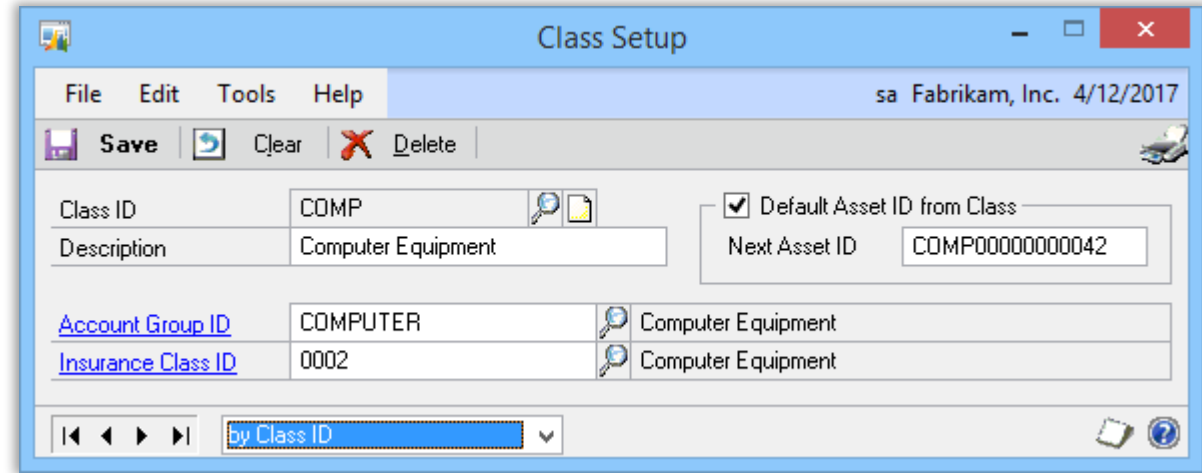 Class Setup
File Edit Tools Help sa Fabrikam, Inc. 4/12/2017
Save Clear Delete
Class ID COMP Default Asset ID from Class
Description Computer Equipment Next Asset ID COMP00000000042
Account Group ID COMPUTER Computer Equipment
Insurance Class ID 0002 Computer Equipment
by Class ID